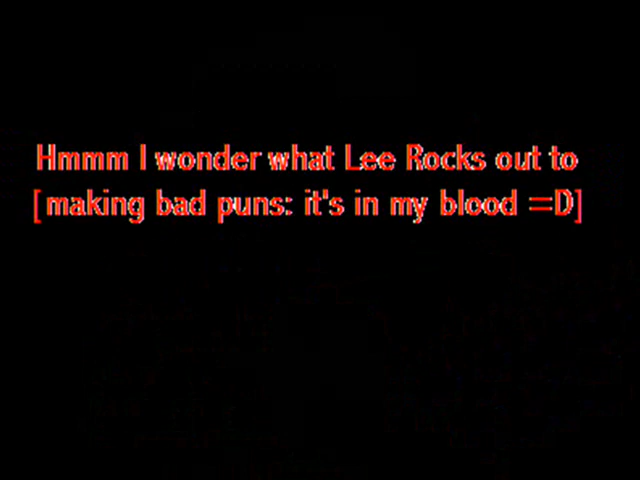 Hmmm I wonder what Lee Rocks out to
[making bad puns: it's in my blood =D]